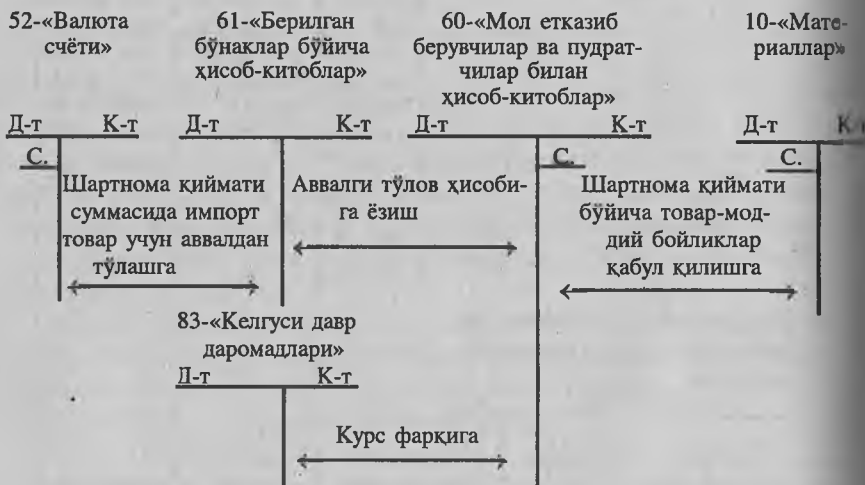 52-«Валюта счёти»
61-«Берилган бўнаклар бўйича ҳисоб-китоблар»
60-«Мол етказиб берувчилар ва пудрат-
чилар билан ҳисоб-китоблар»
10-«Мате-
риаллар»
Д-т К-т
Д-т К-т
Д-т К-т
Д-т
С.
С.
С.
Шартнома қиймати
суммасида импорт
товар учун аввалдан
тўлашга
Аввалги тўлов ҳисоби-
га ёзиш
Шартнома қиймати
бўйича товар-мод-
дий бойликлар
қабул қилишга
83-«Келгуси давр
даромадлари»
Д-т К-т
Курс фарқига